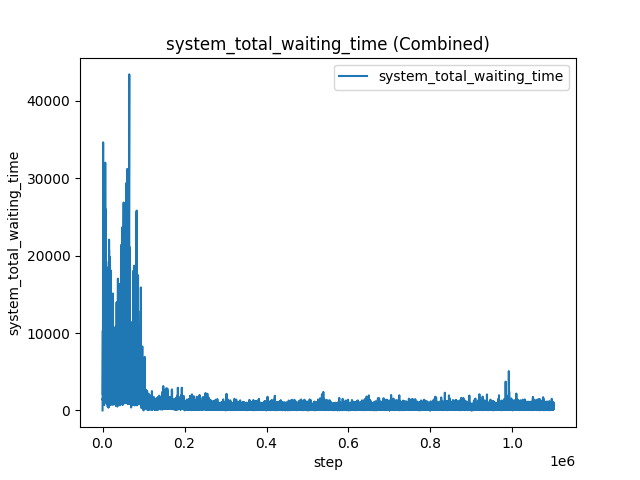 system_total_waiting_time (Combined)
system_total_waiting_time
system_total_waiting_time
40000
30000
20000
10000
0
0.0
0.2
0.4
0.6
0.8
1.0
1e6
step